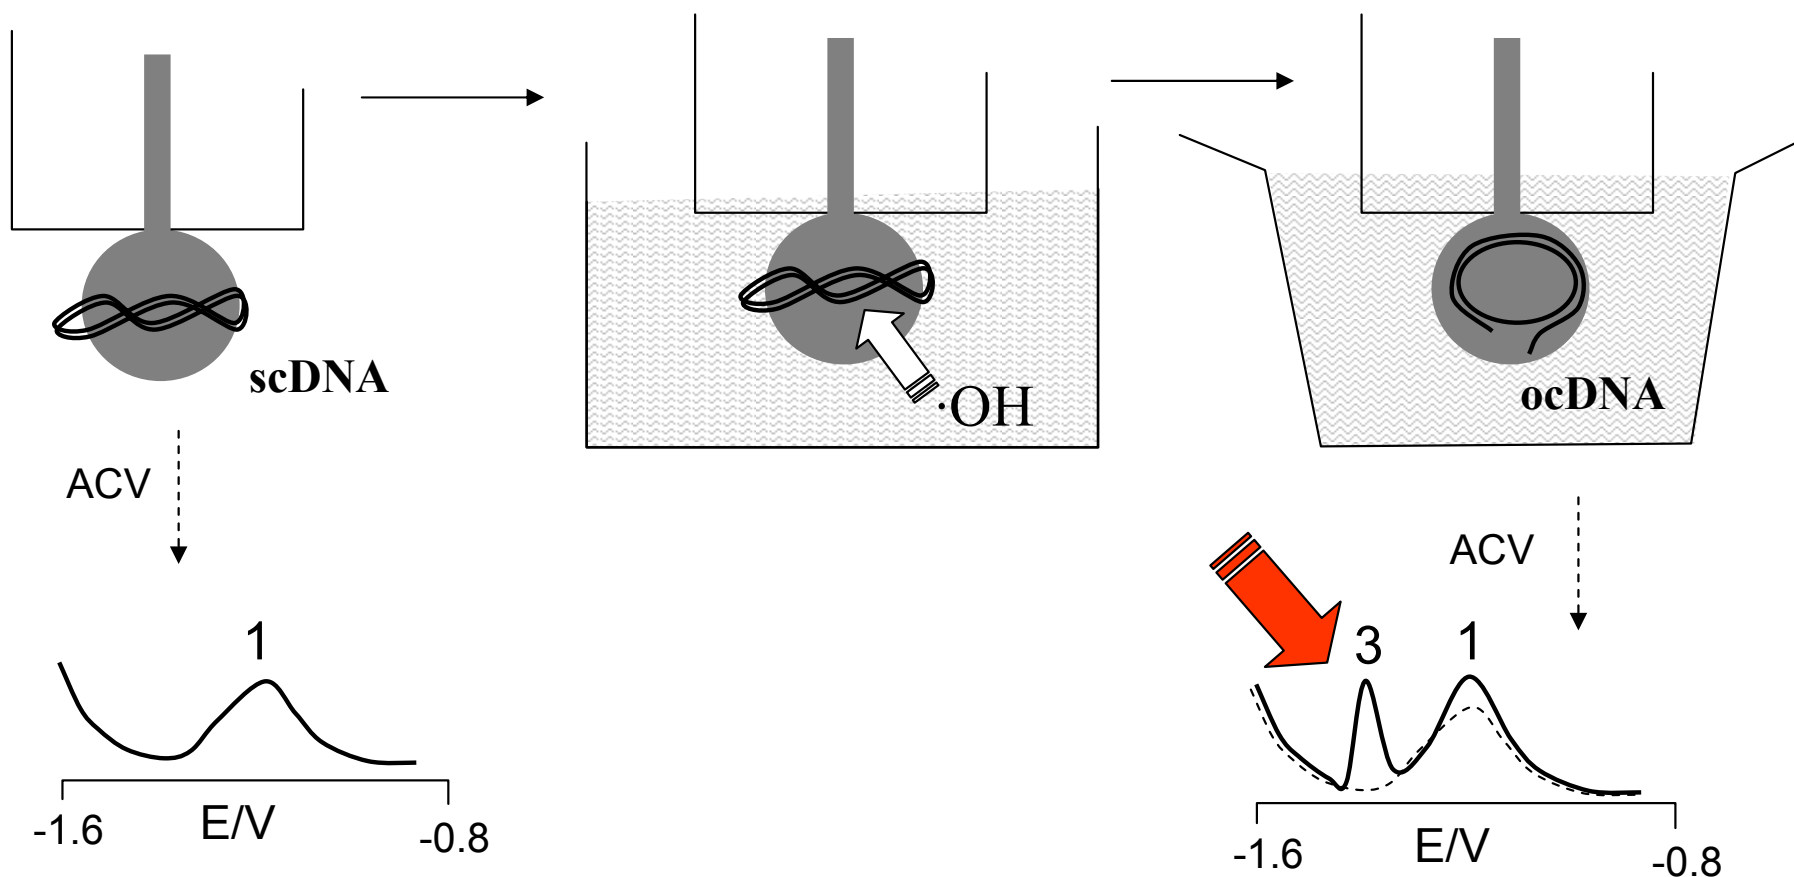 scDNA
·OH
ocDNA
ACV
ACV
1
3 1
-1.6 E/V -0.8
-1.6 E/V -0.8